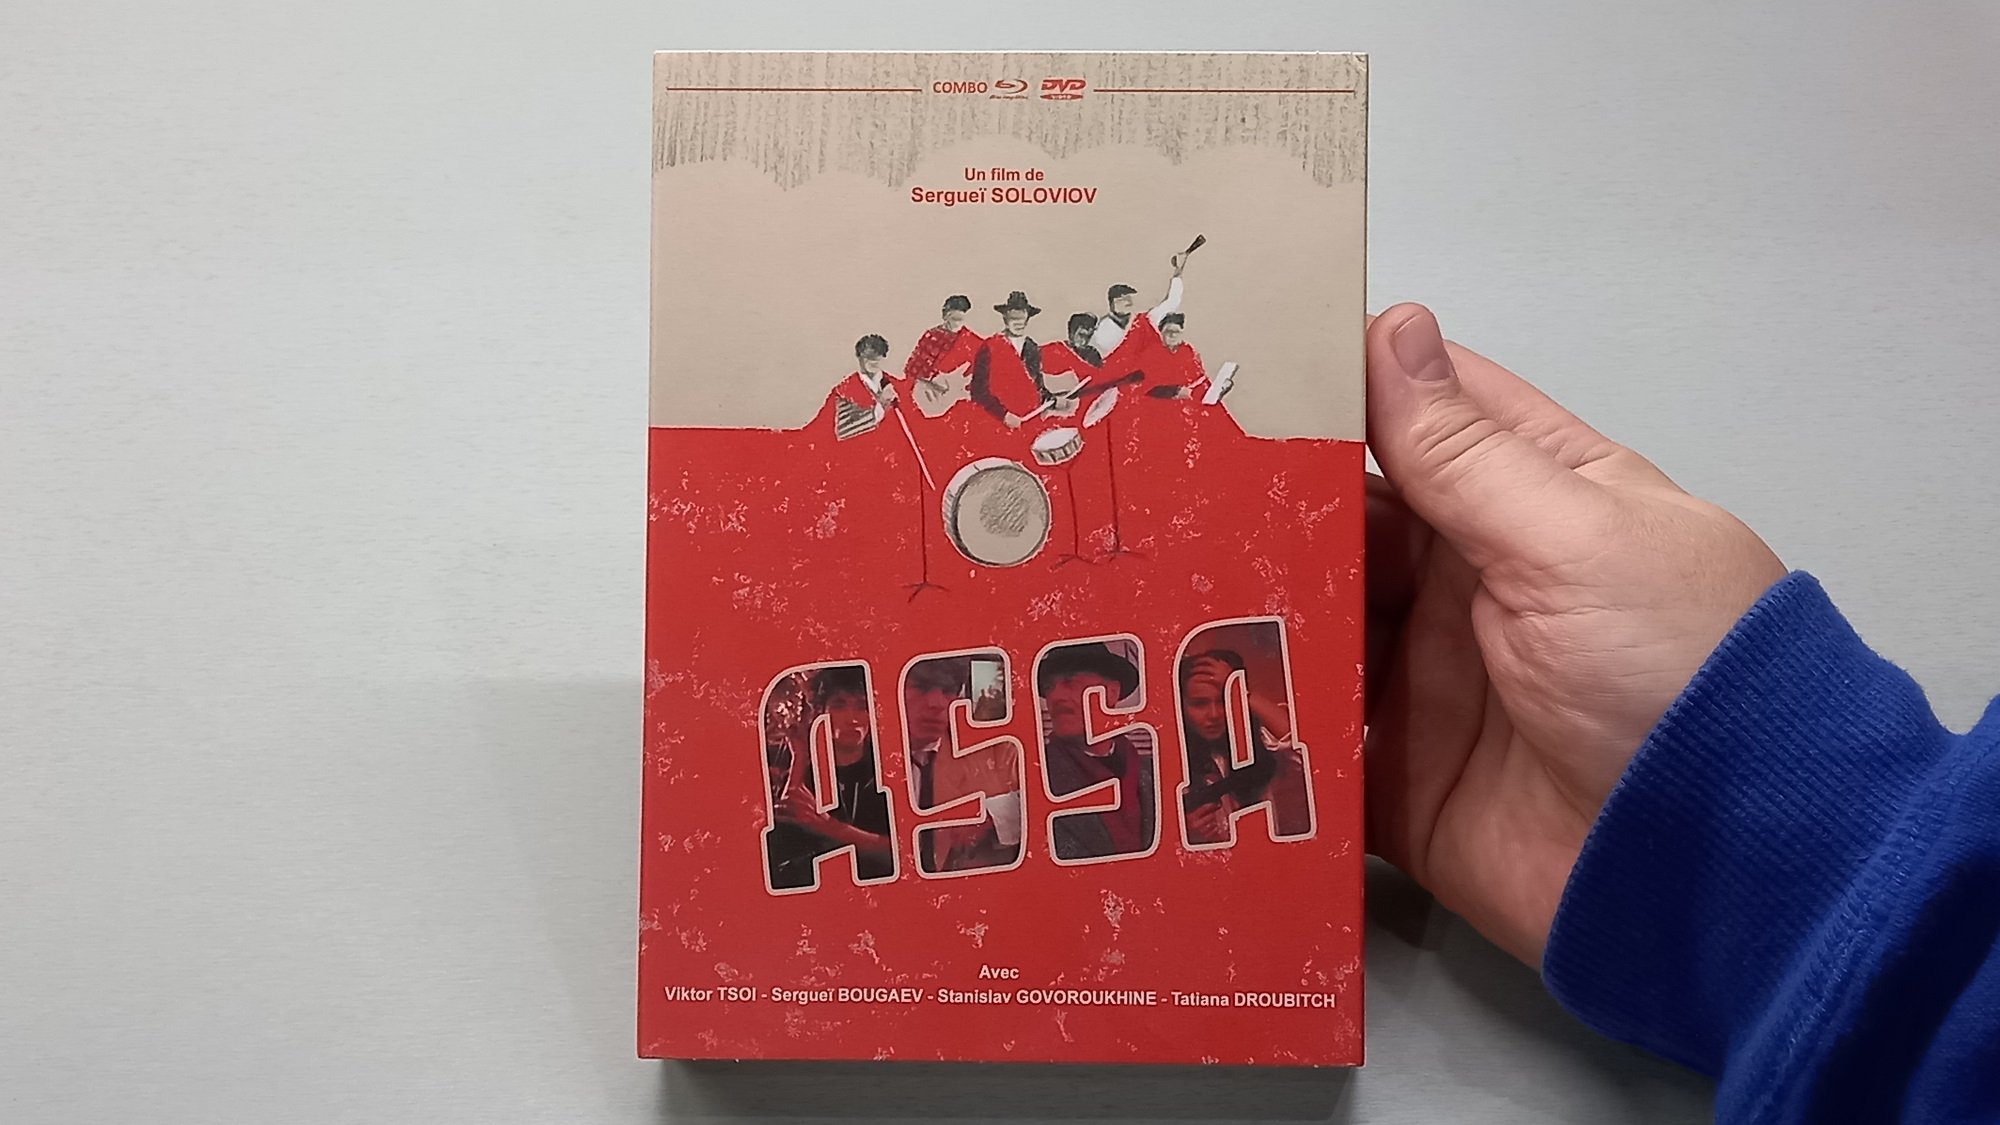 COMBO Blu-ray Disc DVD VIDEO
Un film de
Sergueï SOLOVIOV
ASSA
Avec
Viktor TSOI - Sergueï BOUGAEV - Stanislav GOVOROUKHINE - Tatiana DROUBITCH